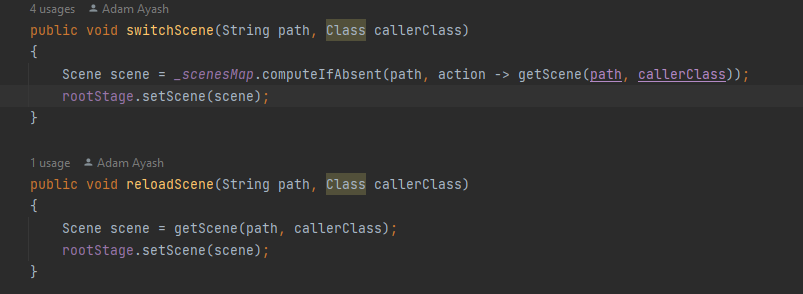 4 usages Adam Ayash
public void switchScene(String path, Class callerClass)
{
Scene scene = _scenesMap.computeIfAbsent(path, action -> getScene(path, callerClass));
rootStage.setScene(scene);
}
1 usage Adam Ayash
public void reloadScene(String path, Class callerClass)
{
Scene scene = getScene(path, callerClass);
rootStage.setScene(scene);
}